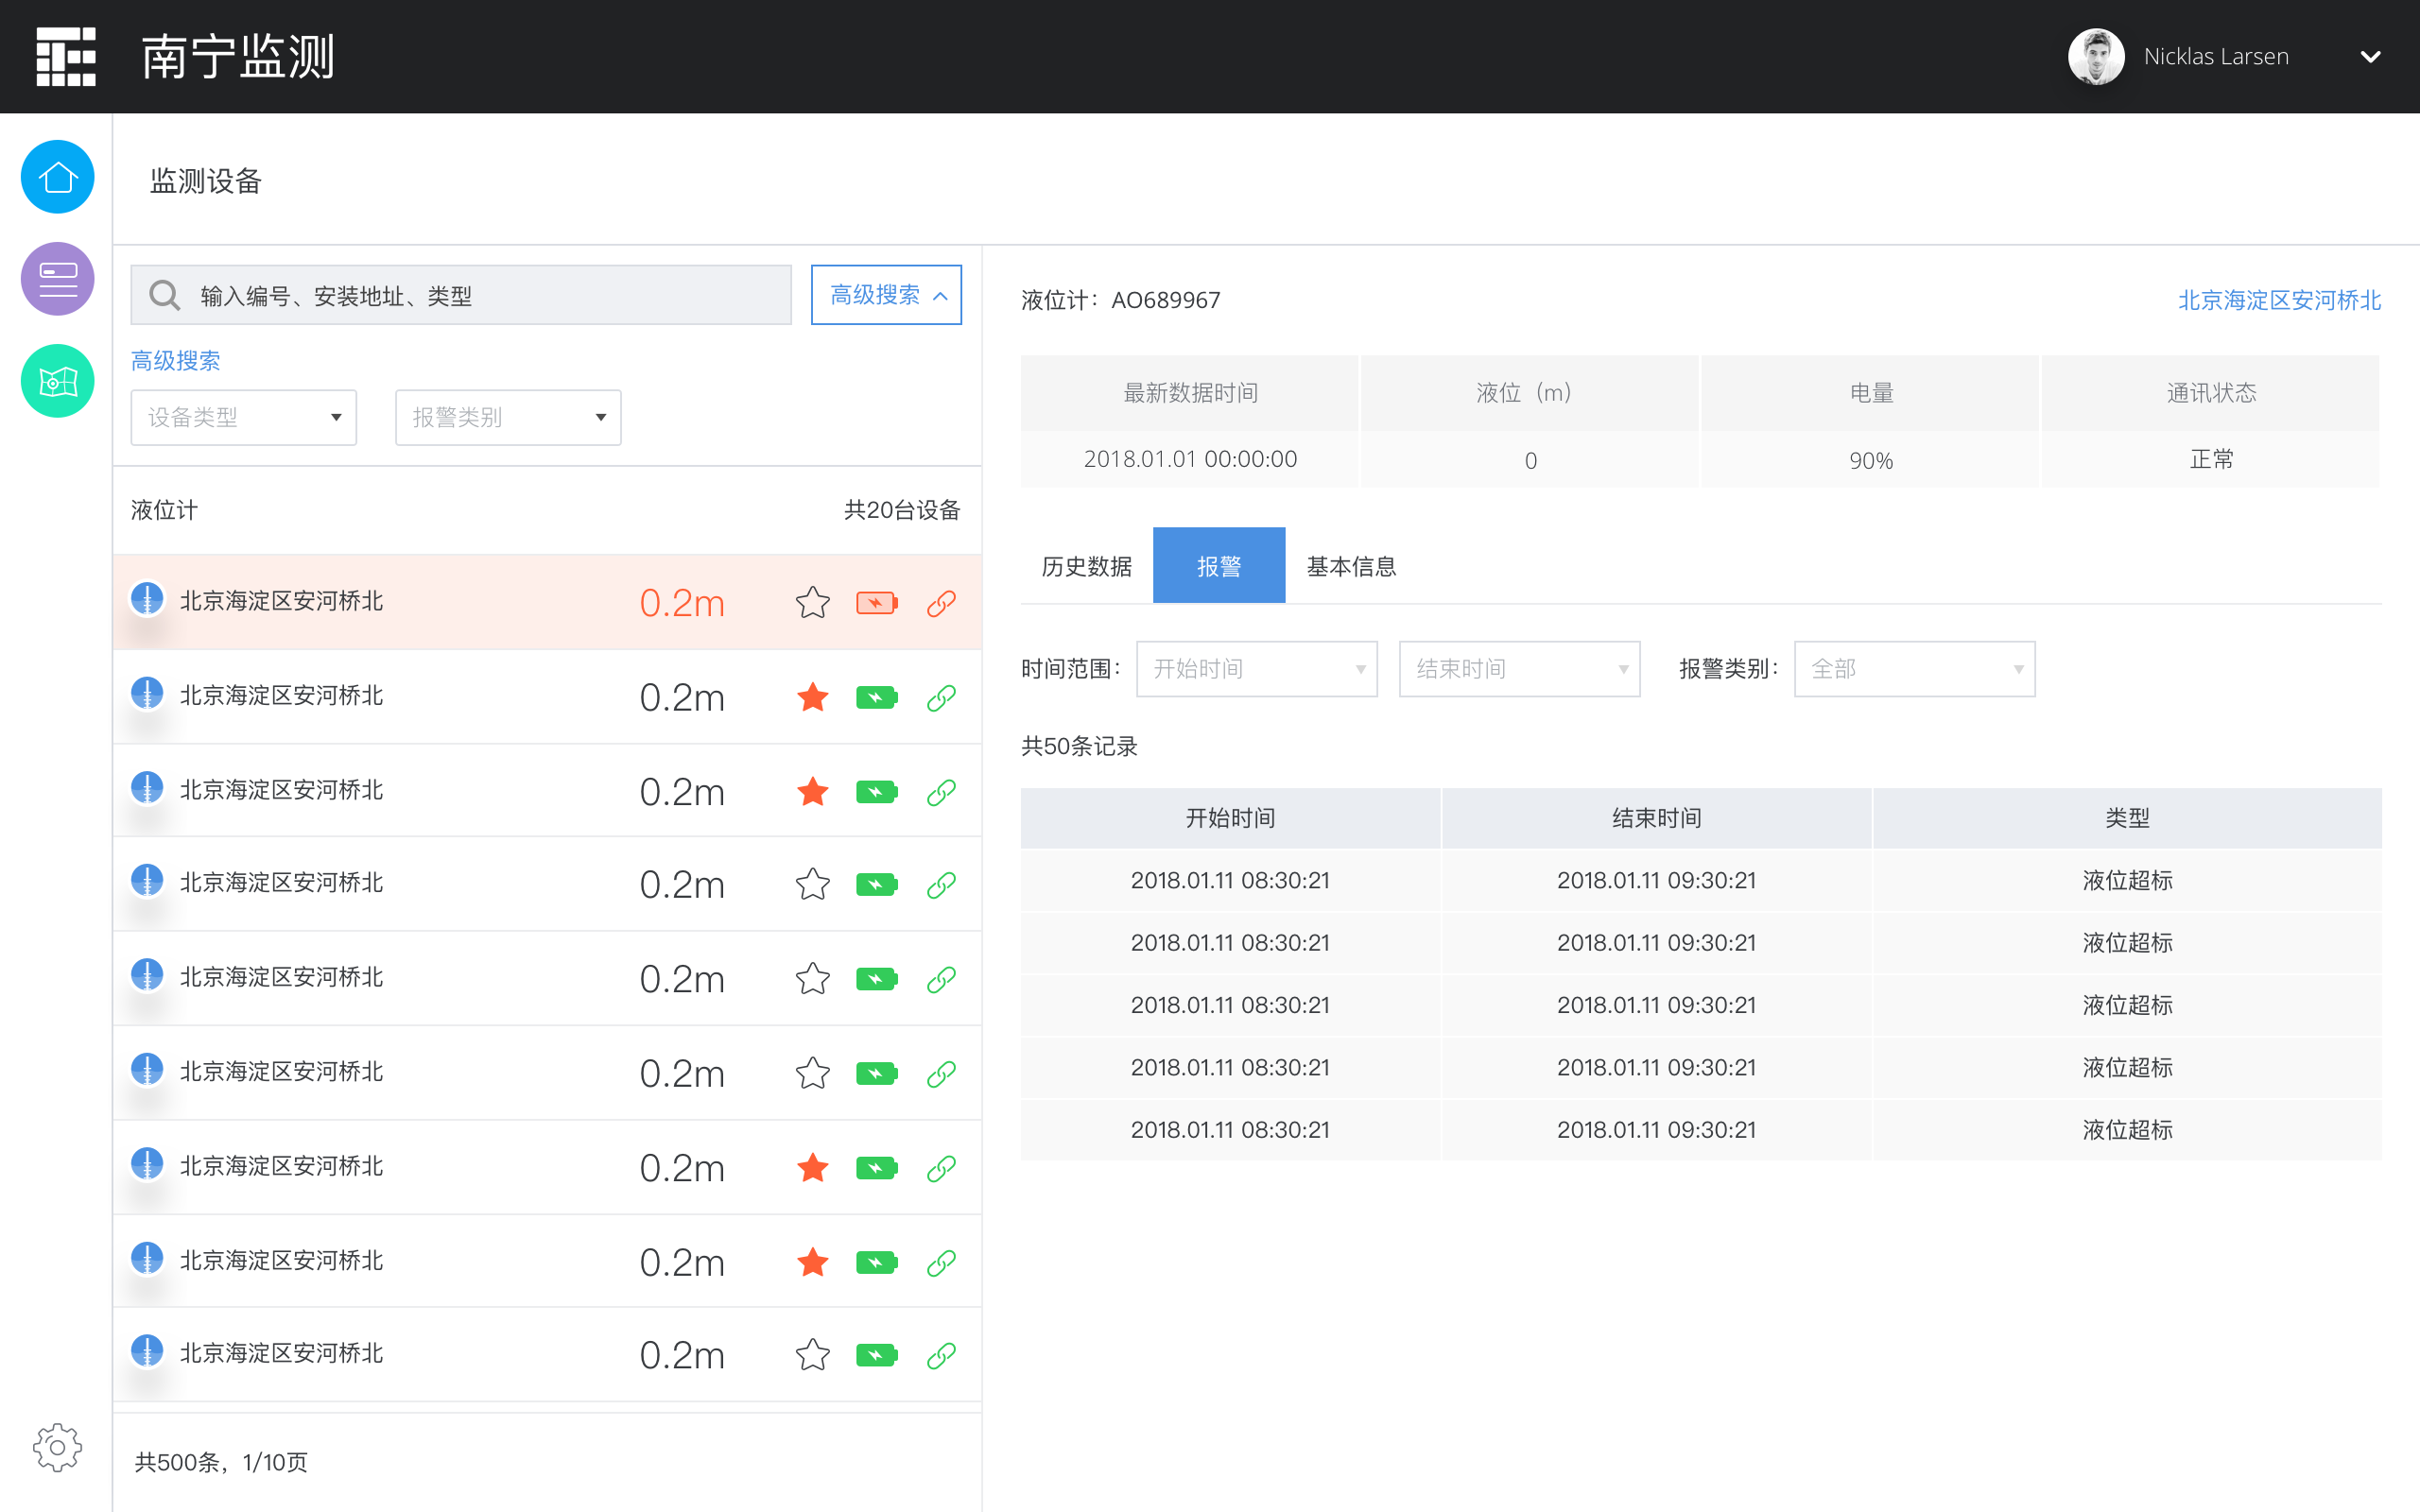 南宁监测
Nicklas Larsen
监测设备
输入编号、安装地址、类型
高级搜索
高级搜索
设备类型
报警类别
液位计
共20台设备
北京海淀区安河桥北 0.2m
北京海淀区安河桥北 0.2m
北京海淀区安河桥北 0.2m
北京海淀区安河桥北 0.2m
北京海淀区安河桥北 0.2m
北京海淀区安河桥北 0.2m
北京海淀区安河桥北 0.2m
北京海淀区安河桥北 0.2m
北京海淀区安河桥北 0.2m
共500条，1/10页
液位计：AO689967
北京海淀区安河桥北
最新数据时间 液位（m） 电量 通讯状态
2018.01.01 00:00:00 0 90% 正常
历史数据 报警 基本信息
时间范围： 开始时间 结束时间 报警类别： 全部
共50条记录
开始时间 结束时间 类型
2018.01.11 08:30:21 2018.01.11 09:30:21 液位超标
2018.01.11 08:30:21 2018.01.11 09:30:21 液位超标
2018.01.11 08:30:21 2018.01.11 09:30:21 液位超标
2018.01.11 08:30:21 2018.01.11 09:30:21 液位超标
2018.01.11 08:30:21 2018.01.11 09:30:21 液位超标